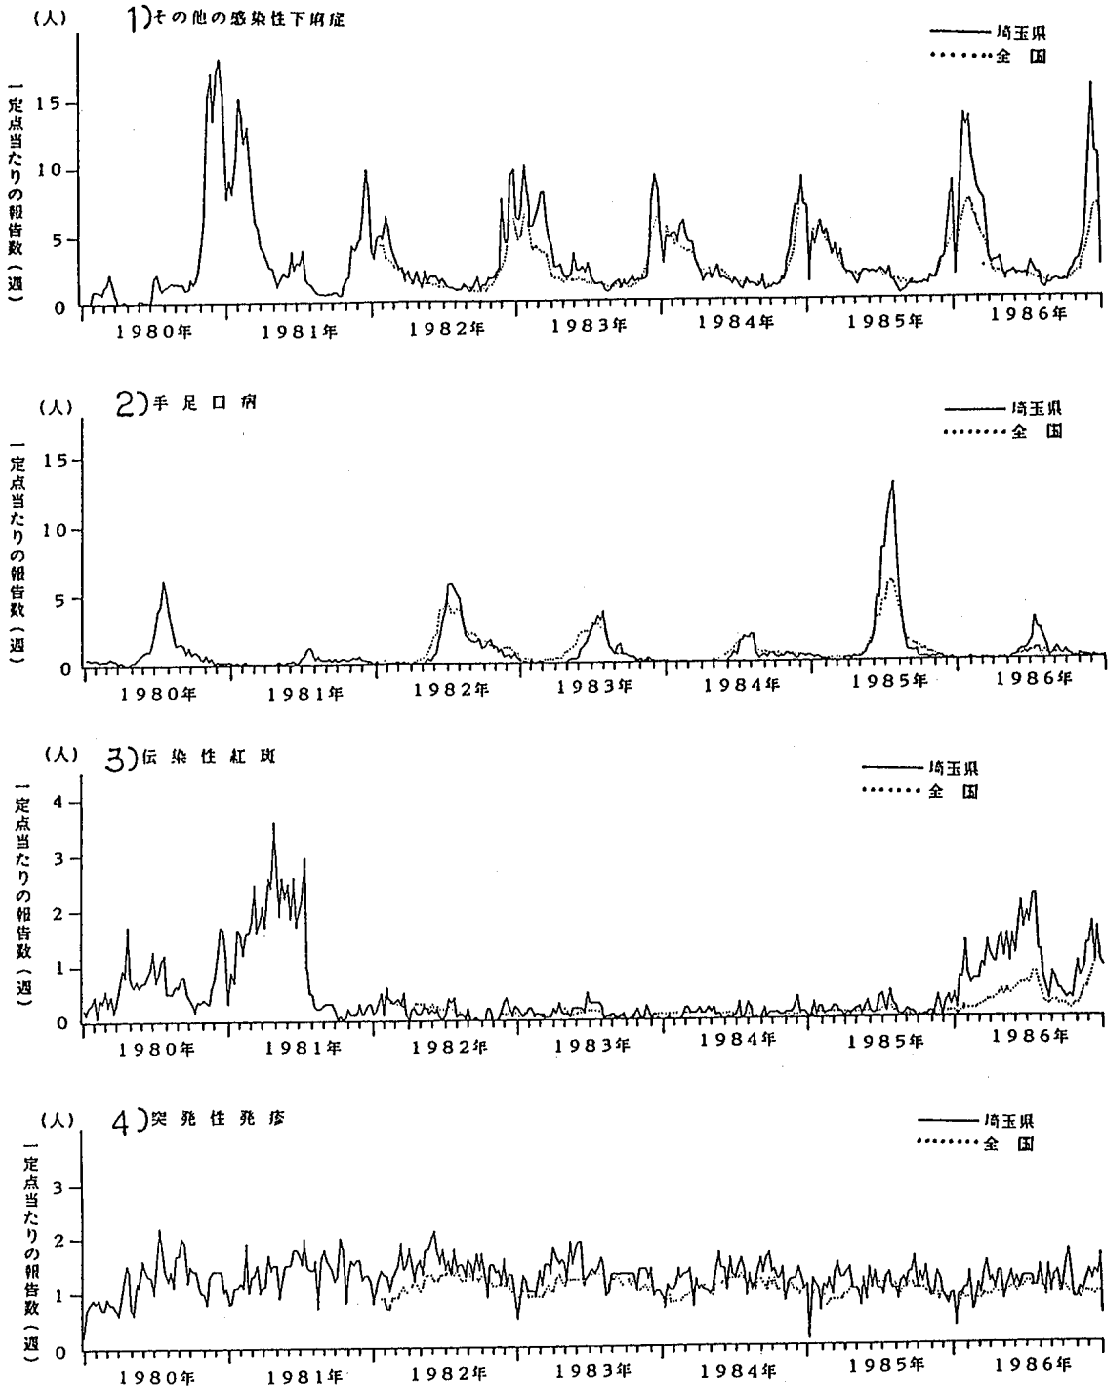 (人) 1)その他の感染性下痢症
埼玉県
全 国
一定点当たりの報告数(週)
15
10
5
0
1980年 1981年 1982年 1983年 1984年 1985年 1986年
(人) 2)手 足 口 病
埼玉県
全 国
一定点当たりの報告数(週)
15
10
5
0
1980年 1981年 1982年 1983年 1984年 1985年 1986年
(人) 3)伝 染 性 紅 斑
埼玉県
全 国
一定点当たりの報告数(週)
4
3
2
1
0
1980年 1981年 1982年 1983年 1984年 1985年 1986年
(人) 4)突 発 性 発 疹
埼玉県
全 国
一定点当たりの報告数(週)
3
2
1
0
1980年 1981年 1982年 1983年 1984年 1985年 1986年